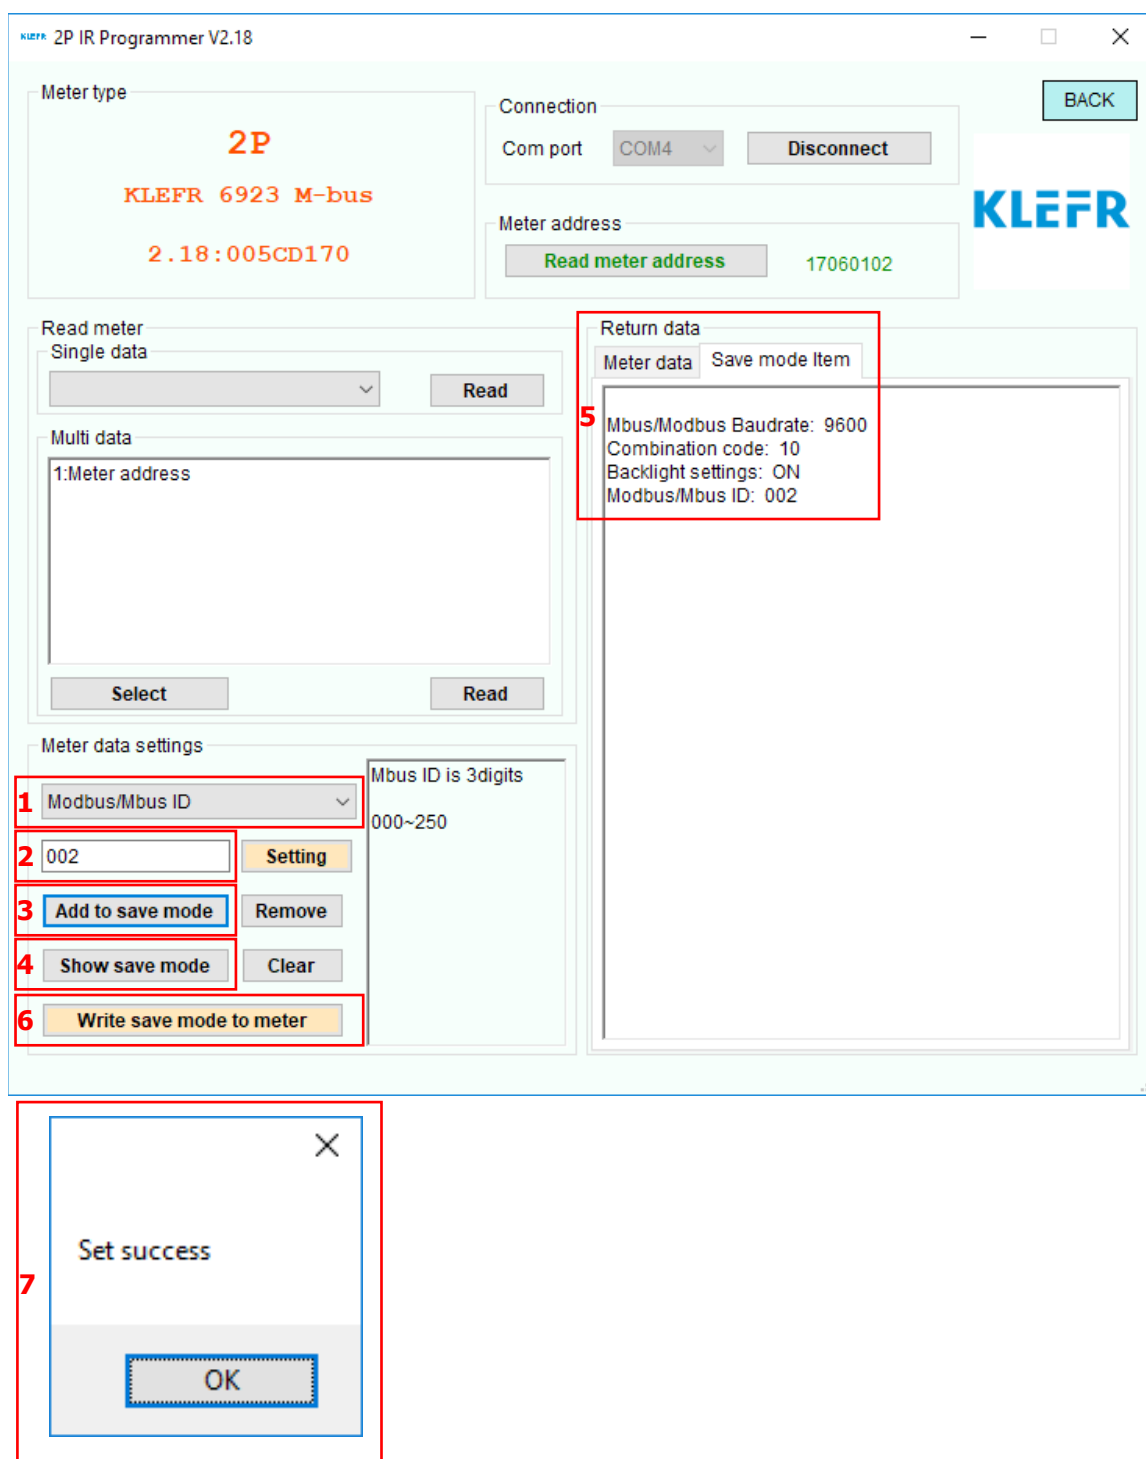 KLEFR 2P IR Programmer V2.18
BACK
Meter type
2P
KLEFR 6923 M-bus
2.18:005CD170
Connection
Com port COM4 Disconnect
KLEFR
Meter address
Read meter address 17060102
Read meter
Single data
Read
Multi data
1:Meter address
Select Read
Return data
Meter data Save mode Item
5
Mbus/Modbus Baudrate: 9600
Combination code: 10
Backlight settings: ON
Modbus/Mbus ID: 002
Meter data settings
1 Modbus/Mbus ID
2 002 Setting
3 Add to save mode Remove
4 Show save mode Clear
6 Write save mode to meter
Mbus ID is 3digits
000~250
7
Set success
OK